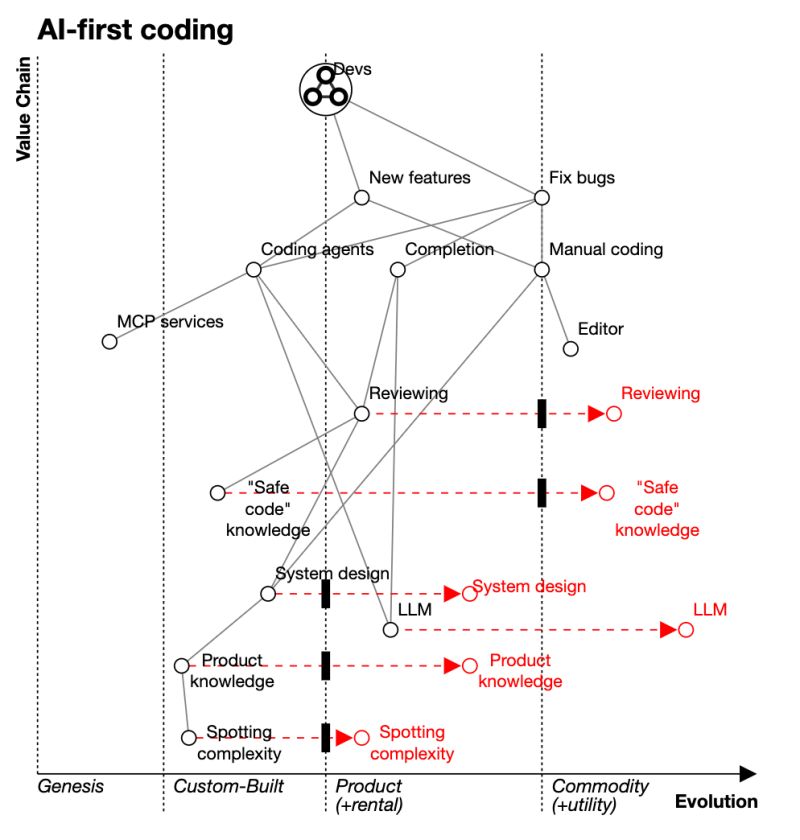 AI-first coding
Value Chain
Devs
New features
Fix bugs
Coding agents
Completion
Manual coding
MCP services
Editor
Reviewing
Reviewing
"Safe
code"
knowledge
"Safe
code"
knowledge
System design
System design
LLM
LLM
Product
knowledge
Product
knowledge
Spotting
complexity
Spotting
complexity
Genesis
Custom-Built
Product
(+rental)
Commodity
(+utility)
Evolution